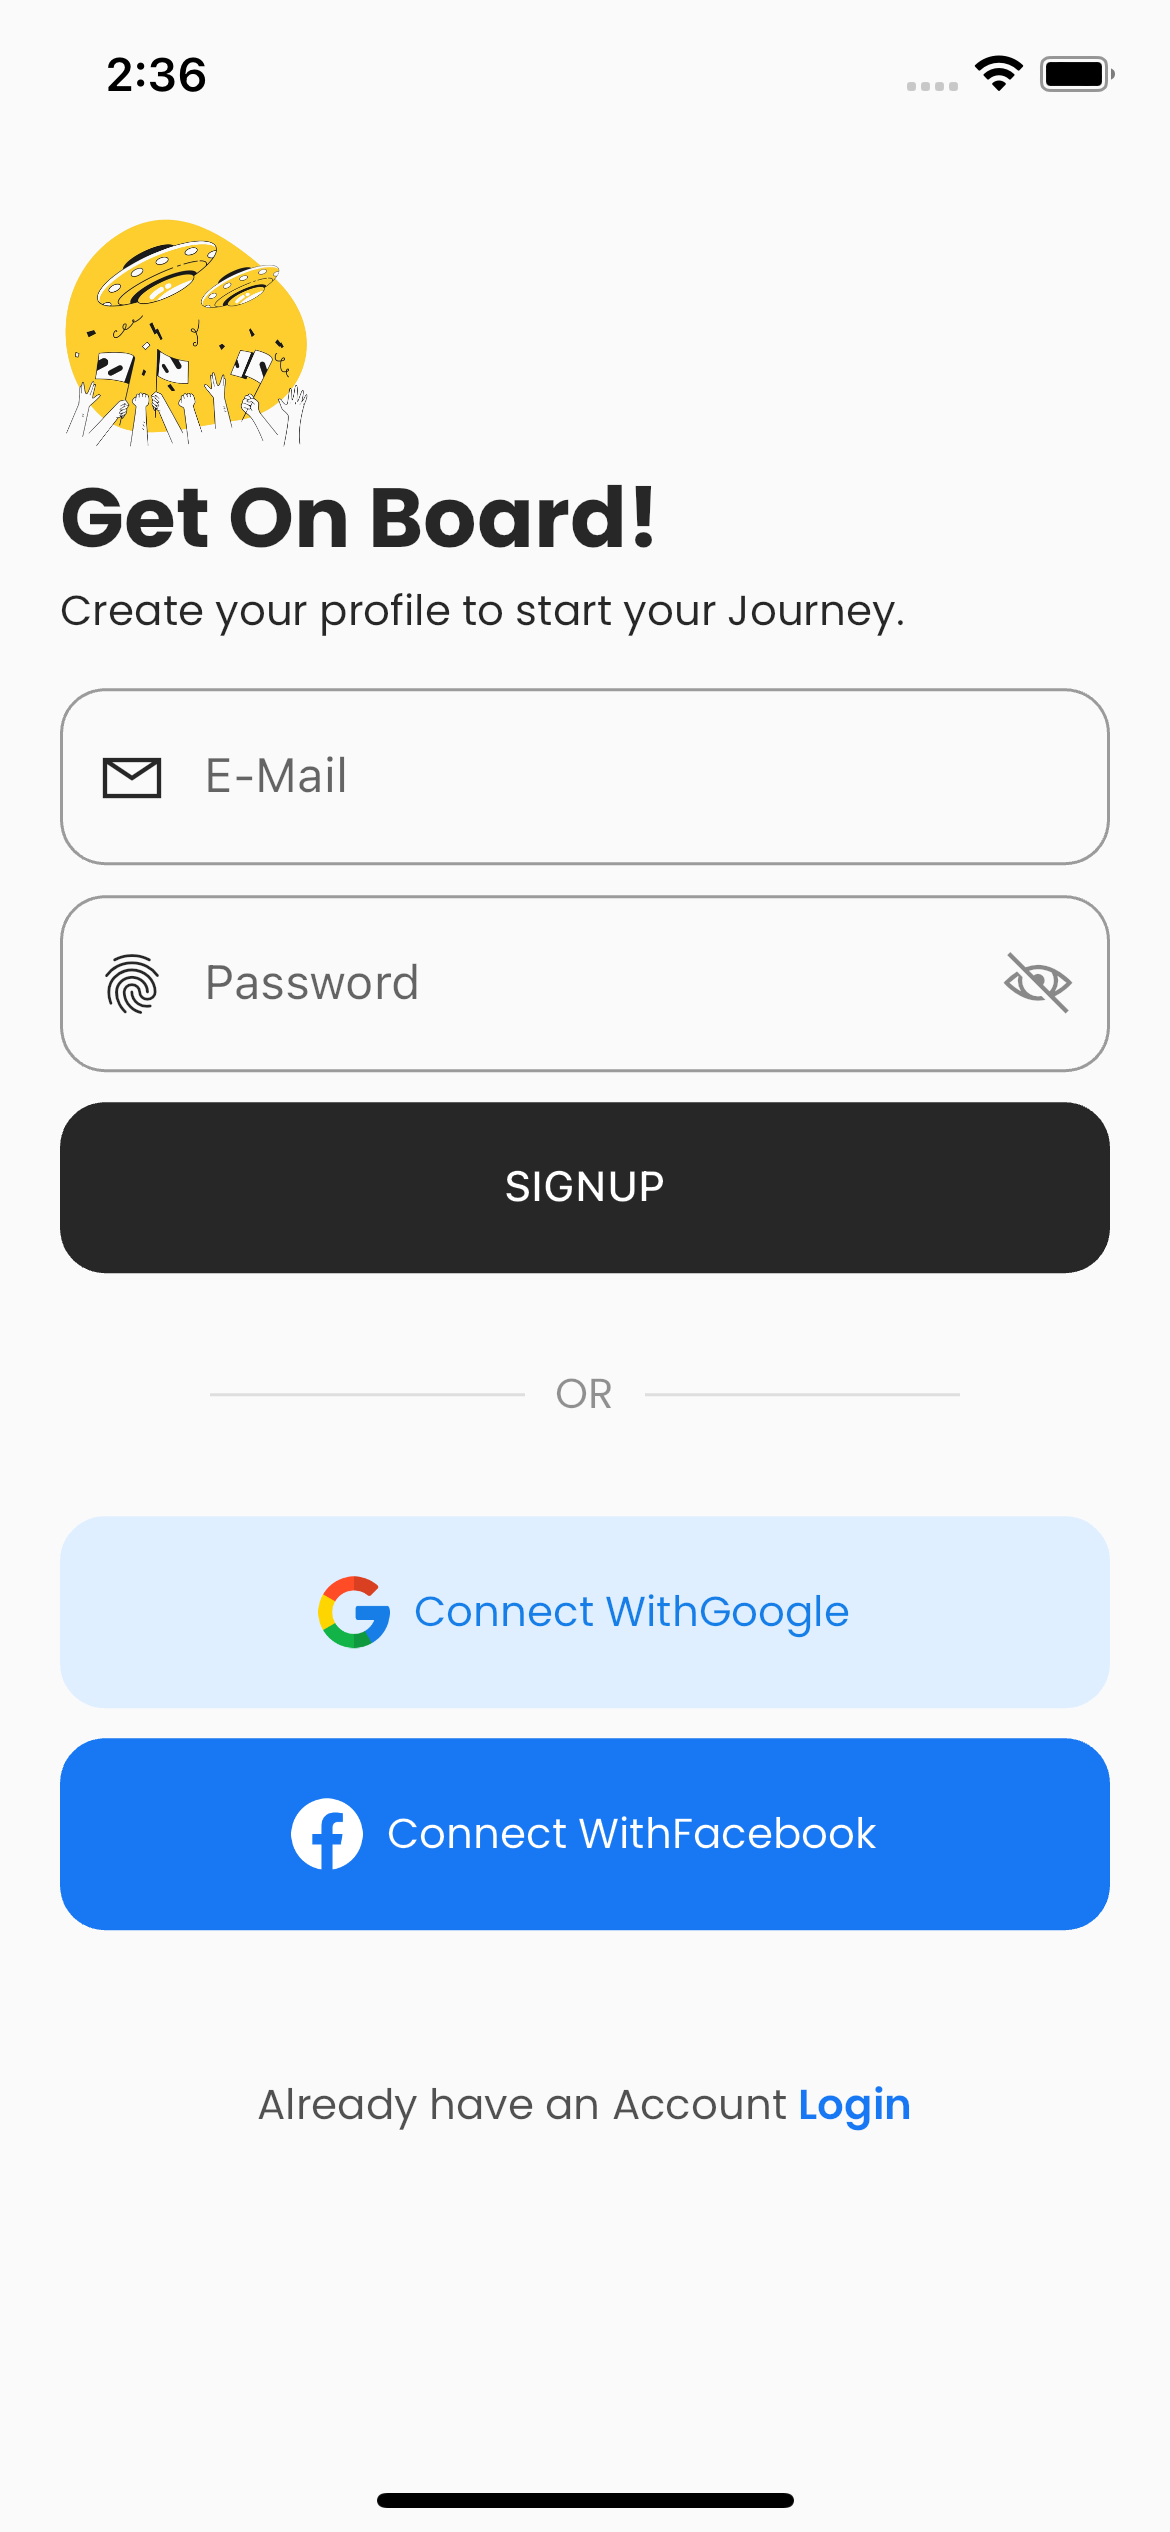 2:36
Get On Board!
Create your profile to start your Journey.
E-Mail
Password
SIGNUP
OR
Connect WithGoogle
Connect WithFacebook
Already have an Account Login